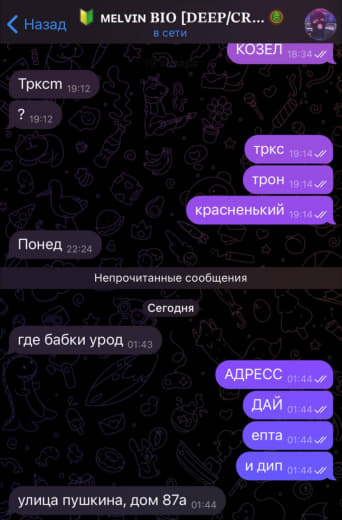 Назад
MELVIN BIO [DEEP/CR...
в сети
КОЗЕЛ 18:34
Трксm 19:12
? 19:12
тркс 19:14
трон 19:14
красненький 19:14
Понед 22:24
Непрочитанные сообщения
Сегодня
где бабки урод 01:43
АДРЕСС 01:44
ДАЙ 01:44
епта 01:44
и дип 01:44
улица пушкина, дом 87а 01:44